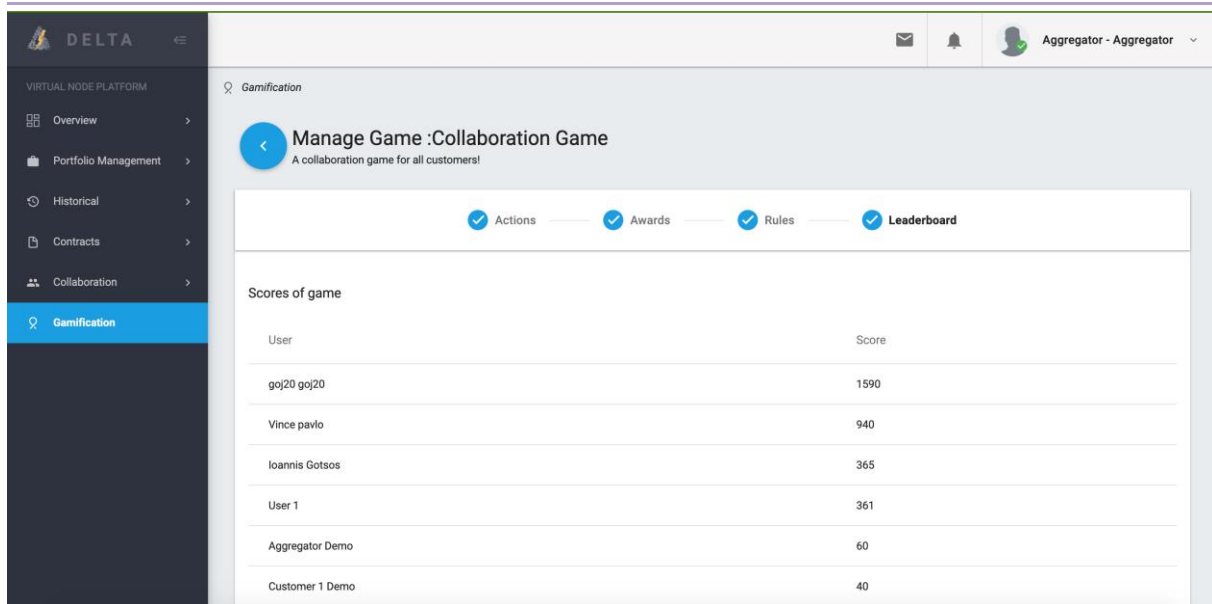 DELTA
Aggregator - Aggregator
VIRTUAL NODE PLATFORM
Overview
Portfolio Management
Historical
Contracts
Collaboration
Gamification
Gamification
Manage Game :Collaboration Game
A collaboration game for all customers!
Actions
Awards
Rules
Leaderboard
Scores of game
User Score
goj20 goj20 1590
Vince pavlo 940
Ioannis Gotsos 365
User 1 361
Aggregator Demo 60
Customer 1 Demo 40